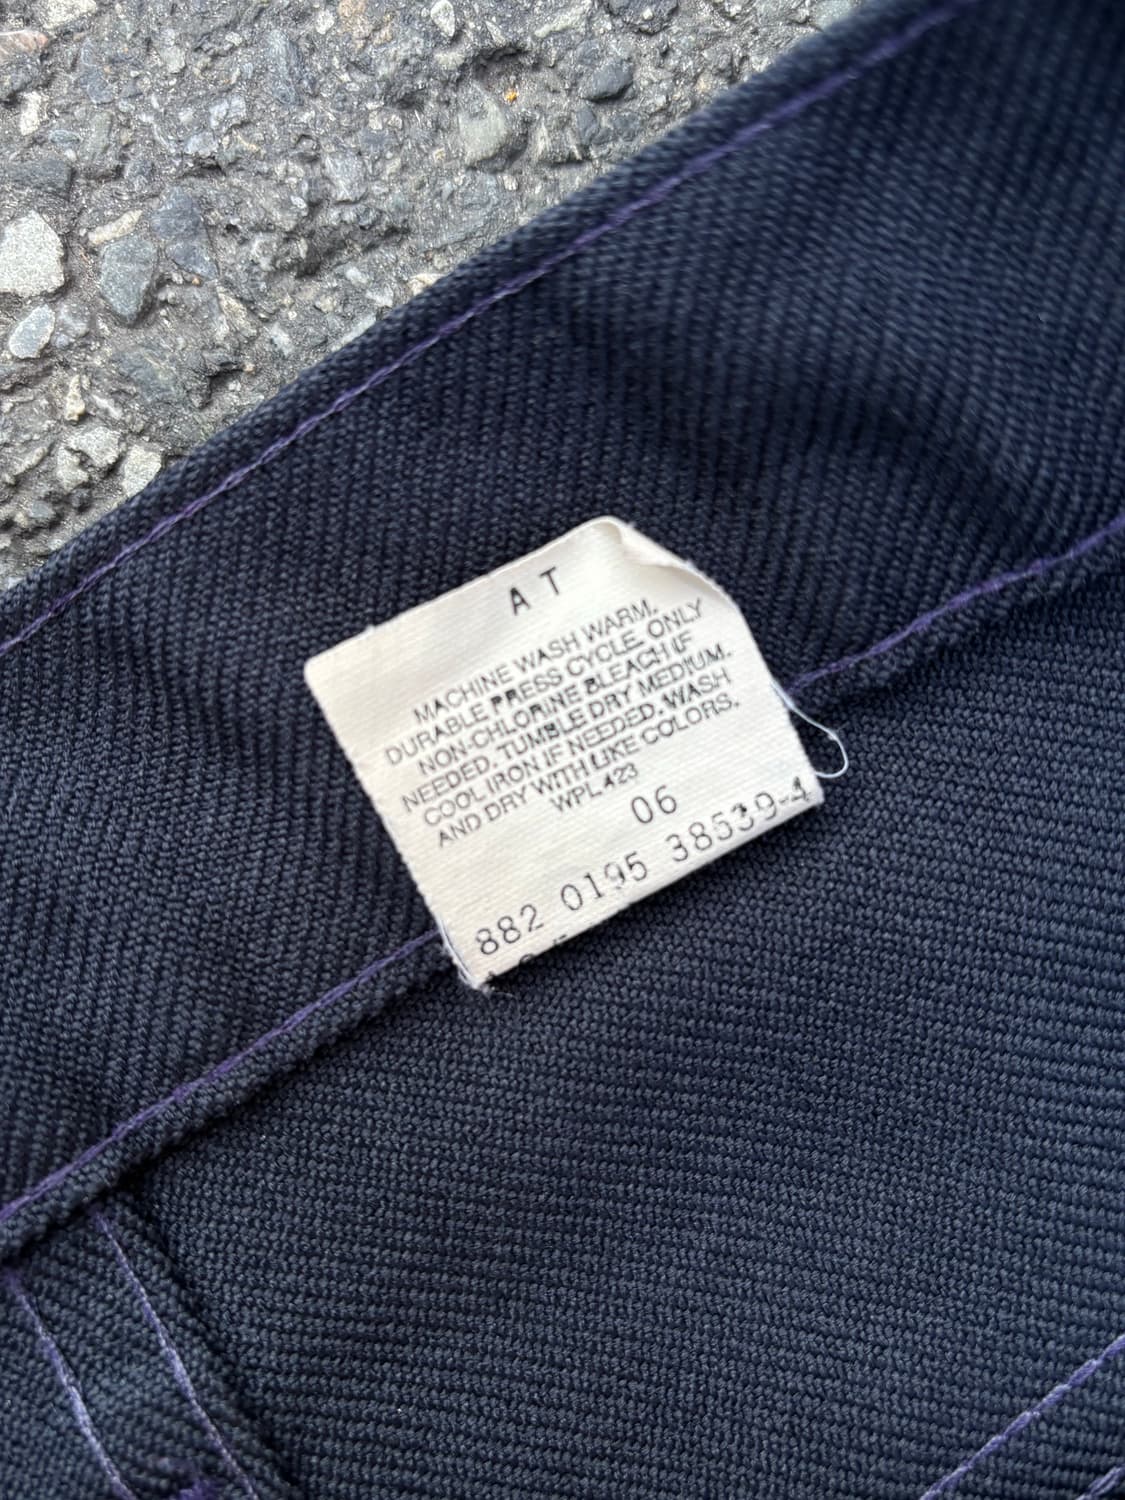 A T
MACHINE WASH WARM.
DURABLE PRESS CYCLE. ONLY
NON-CHLORINE BLEACH IF
NEEDED. TUMBLE DRY MEDIUM.
COOL IRON IF NEEDED. WASH
AND DRY WITH LIKE COLORS.
WPL 423
06
882 0195 38539-4